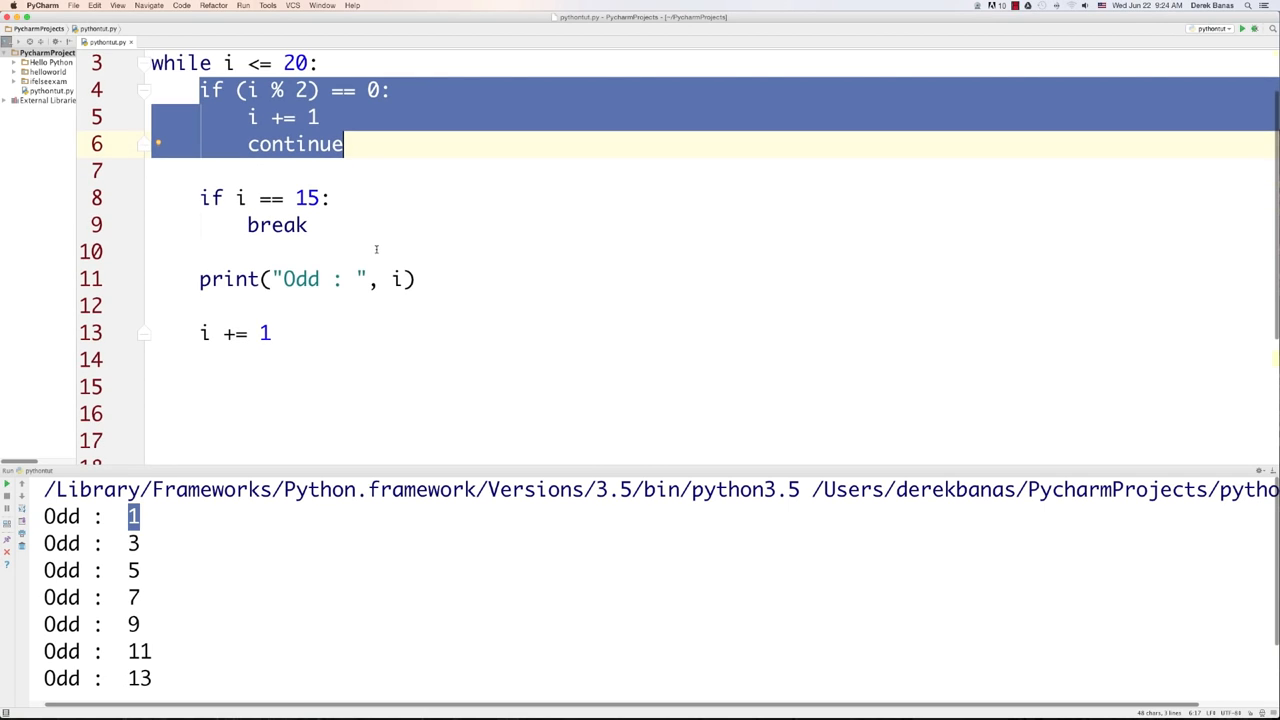 PyCharm File Edit View Navigate Code Refactor Run Tools VCS Window Help 10 Wed Jun 22 9:24 AM Derek Banas
pythontut.py - PycharmProjects - [~/PycharmProjects]
PycharmProjects pythontut.py pythontut
pythontut.py
PycharmProject
Hello Python
helloworld
ifelseexam
pythontut.py
External Librarie
3 while i <= 20:
4 if (i % 2) == 0:
5 i += 1
6 continue
7
8 if i == 15:
9 break
10
11 print("Odd : ", i)
12
13 i += 1
14
15
16
17
18
Run pythontut
/Library/Frameworks/Python.framework/Versions/3.5/bin/python3.5 /Users/derekbanas/PycharmProjects/pytho
Odd : 1
Odd : 3
Odd : 5
Odd : 7
Odd : 9
Odd : 11
Odd : 13
48 chars, 3 lines 6:17 LF‡ UTF-8‡